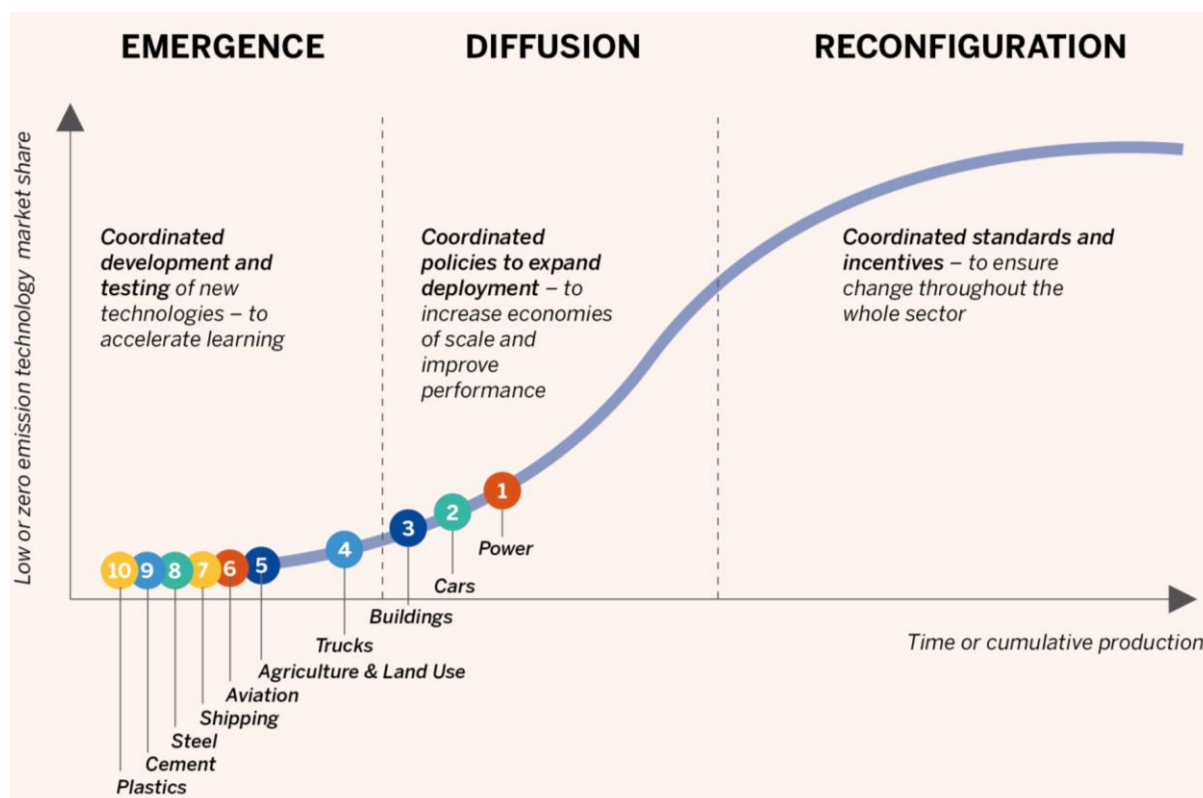 EMERGENCE
DIFFUSION
RECONFIGURATION
Low or zero emission technology market share
Coordinated
development and
testing of new
technologies – to
accelerate learning
Coordinated
policies to expand
deployment – to
increase economies
of scale and
improve
performance
Coordinated standards and
incentives – to ensure
change throughout the
whole sector
10
9
8
7
6
5
4
3
2
1
Power
Cars
Buildings
Trucks
Agriculture & Land Use
Aviation
Shipping
Steel
Cement
Plastics
Time or cumulative production